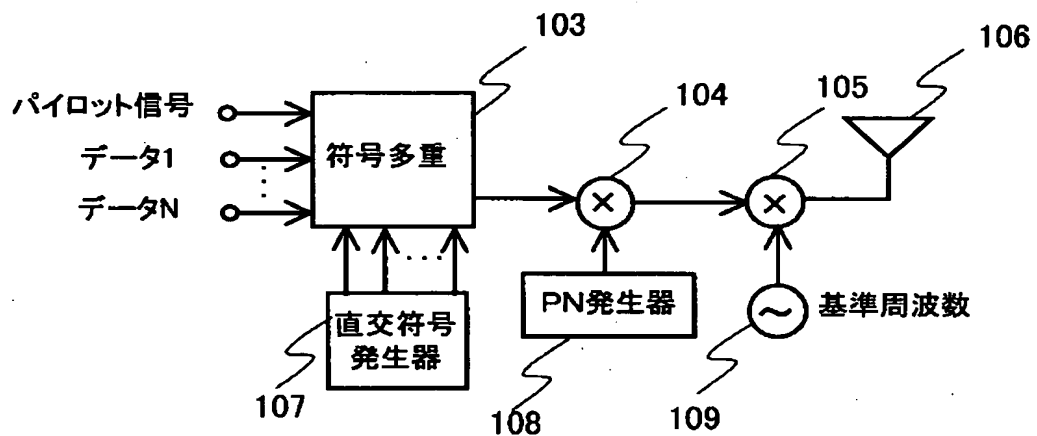 103
106
パイロット信号
データ1
データN
符号多重
104
105
直交符号
発生器
PN発生器
基準周波数
107
108
109